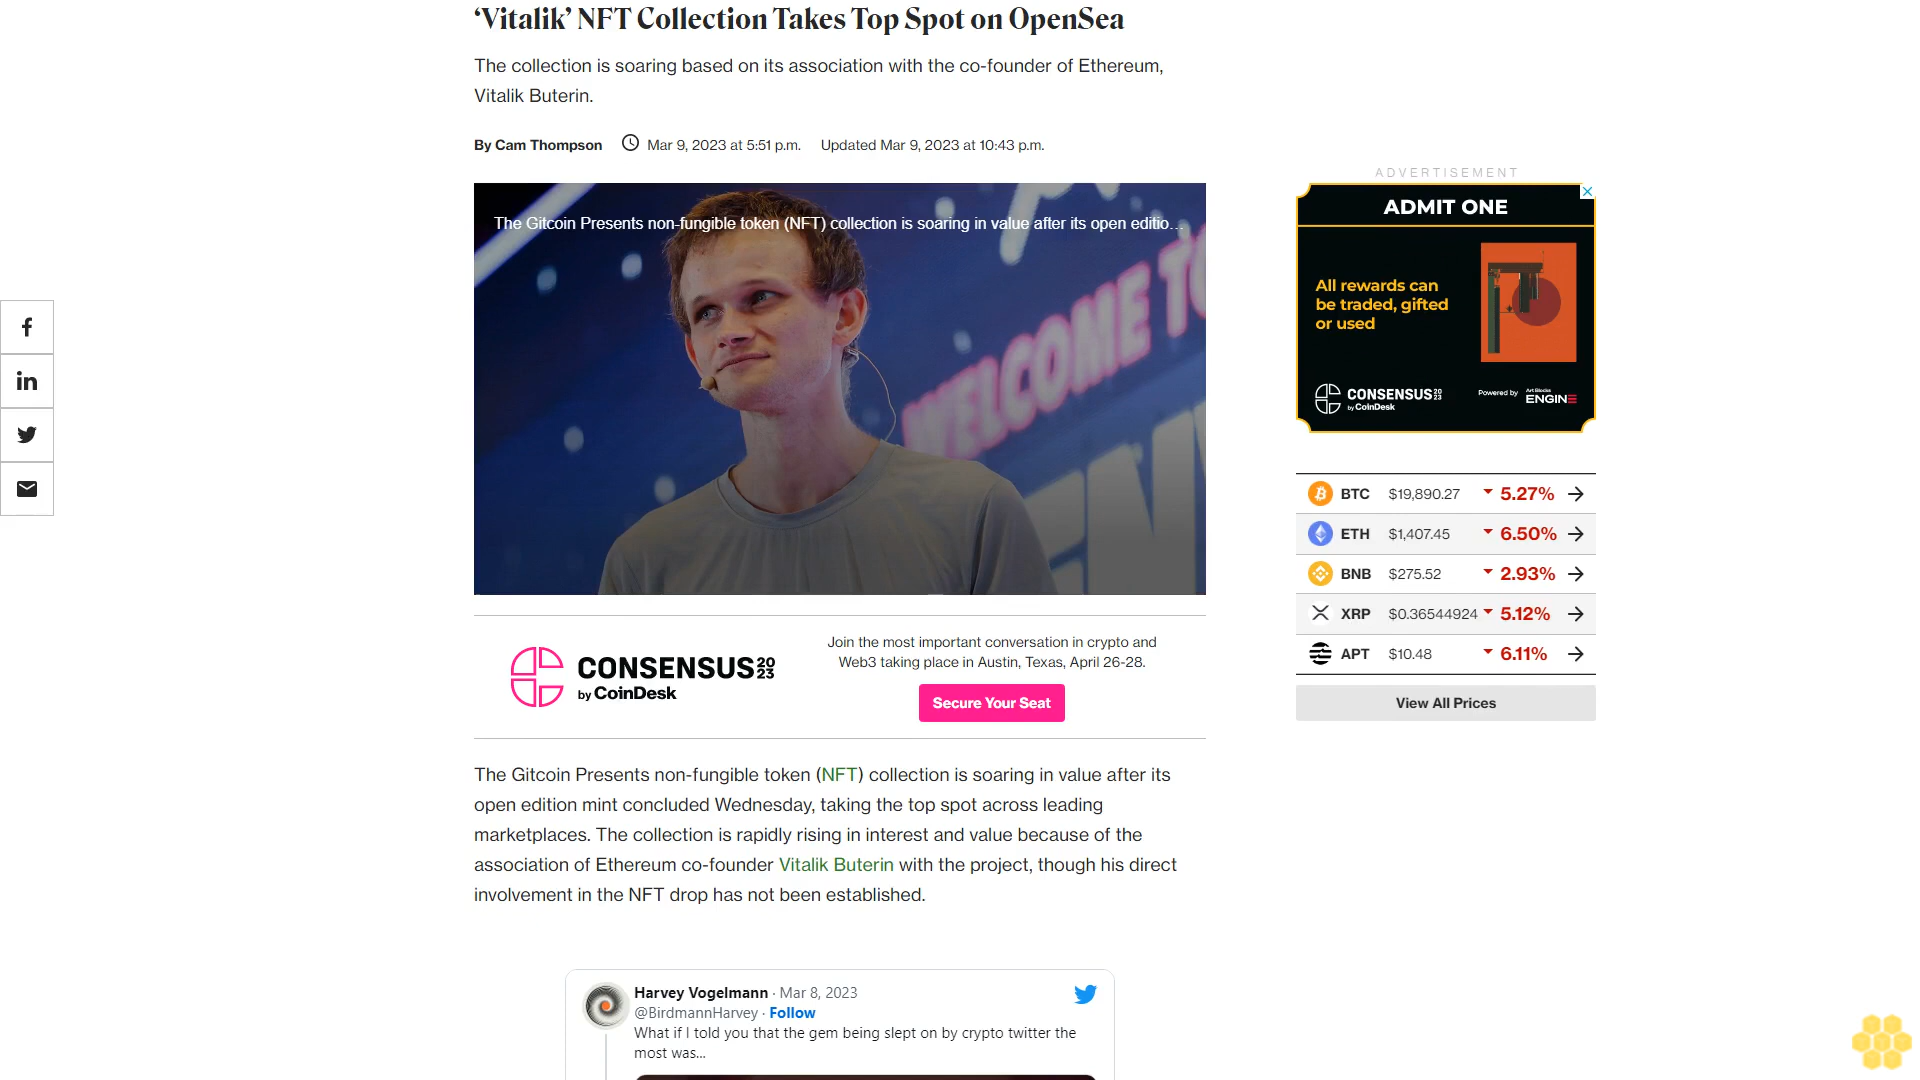 ‘Vitalik’ NFT Collection Takes Top Spot on OpenSea
The collection is soaring based on its association with the co-founder of Ethereum,
Vitalik Buterin.
By Cam Thompson Mar 9, 2023 at 5:51 p.m. Updated Mar 9, 2023 at 10:43 p.m.
The Gitcoin Presents non-fungible token (NFT) collection is soaring in value after its open editio...
WELCOME TO
CONSENSUS 20 23
by CoinDesk
Join the most important conversation in crypto and
Web3 taking place in Austin, Texas, April 26-28.
Secure Your Seat
The Gitcoin Presents non-fungible token (NFT) collection is soaring in value after its
open edition mint concluded Wednesday, taking the top spot across leading
marketplaces. The collection is rapidly rising in interest and value because of the
association of Ethereum co-founder Vitalik Buterin with the project, though his direct
involvement in the NFT drop has not been established.
Harvey Vogelmann · Mar 8, 2023
@BirdmannHarvey · Follow
What if I told you that the gem being slept on by crypto twitter the
most was...
ADVERTISEMENT
ADMIT ONE
All rewards can
be traded, gifted
or used
CONSENSUS 20 23
by CoinDesk
Powered by Art Blocks
ENGINE
BTC $19,890.27 5.27%
ETH $1,407.45 6.50%
BNB $275.52 2.93%
XRP $0.36544924 5.12%
APT $10.48 6.11%
View All Prices